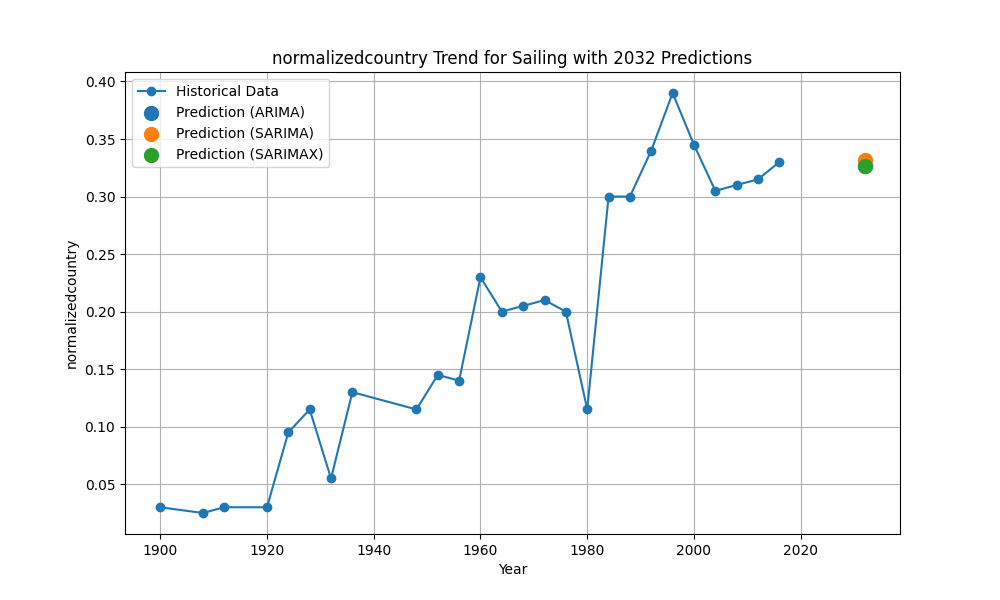 normalizedcountry Trend for Sailing with 2032 Predictions
Historical Data
Prediction (ARIMA)
Prediction (SARIMA)
Prediction (SARIMAX)
0.40
0.35
0.30
0.25
0.20
0.15
0.10
0.05
normalizedcountry
1900 1920 1940 1960 1980 2000 2020
Year